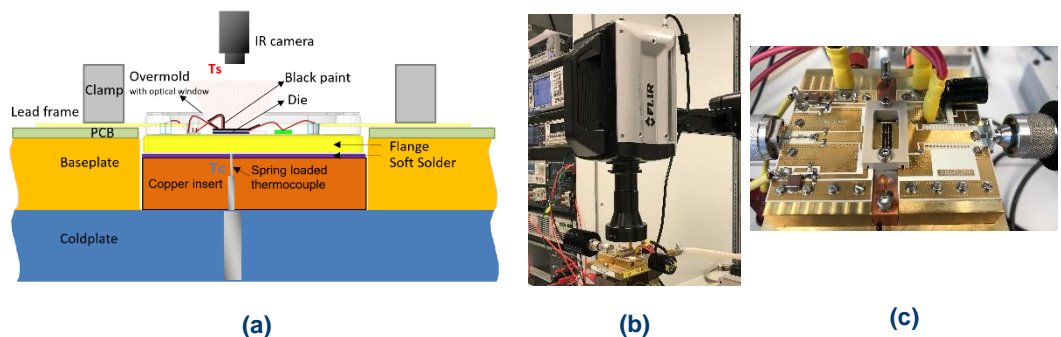 IR camera
Ts
Overmold
with optical window
Black paint
Die
Clamp
Lead frame
PCB
Flange
Soft Solder
Baseplate
Tc
Spring loaded
thermocouple
Copper insert
Coldplate
FLIR
(a)
(b)
(c)